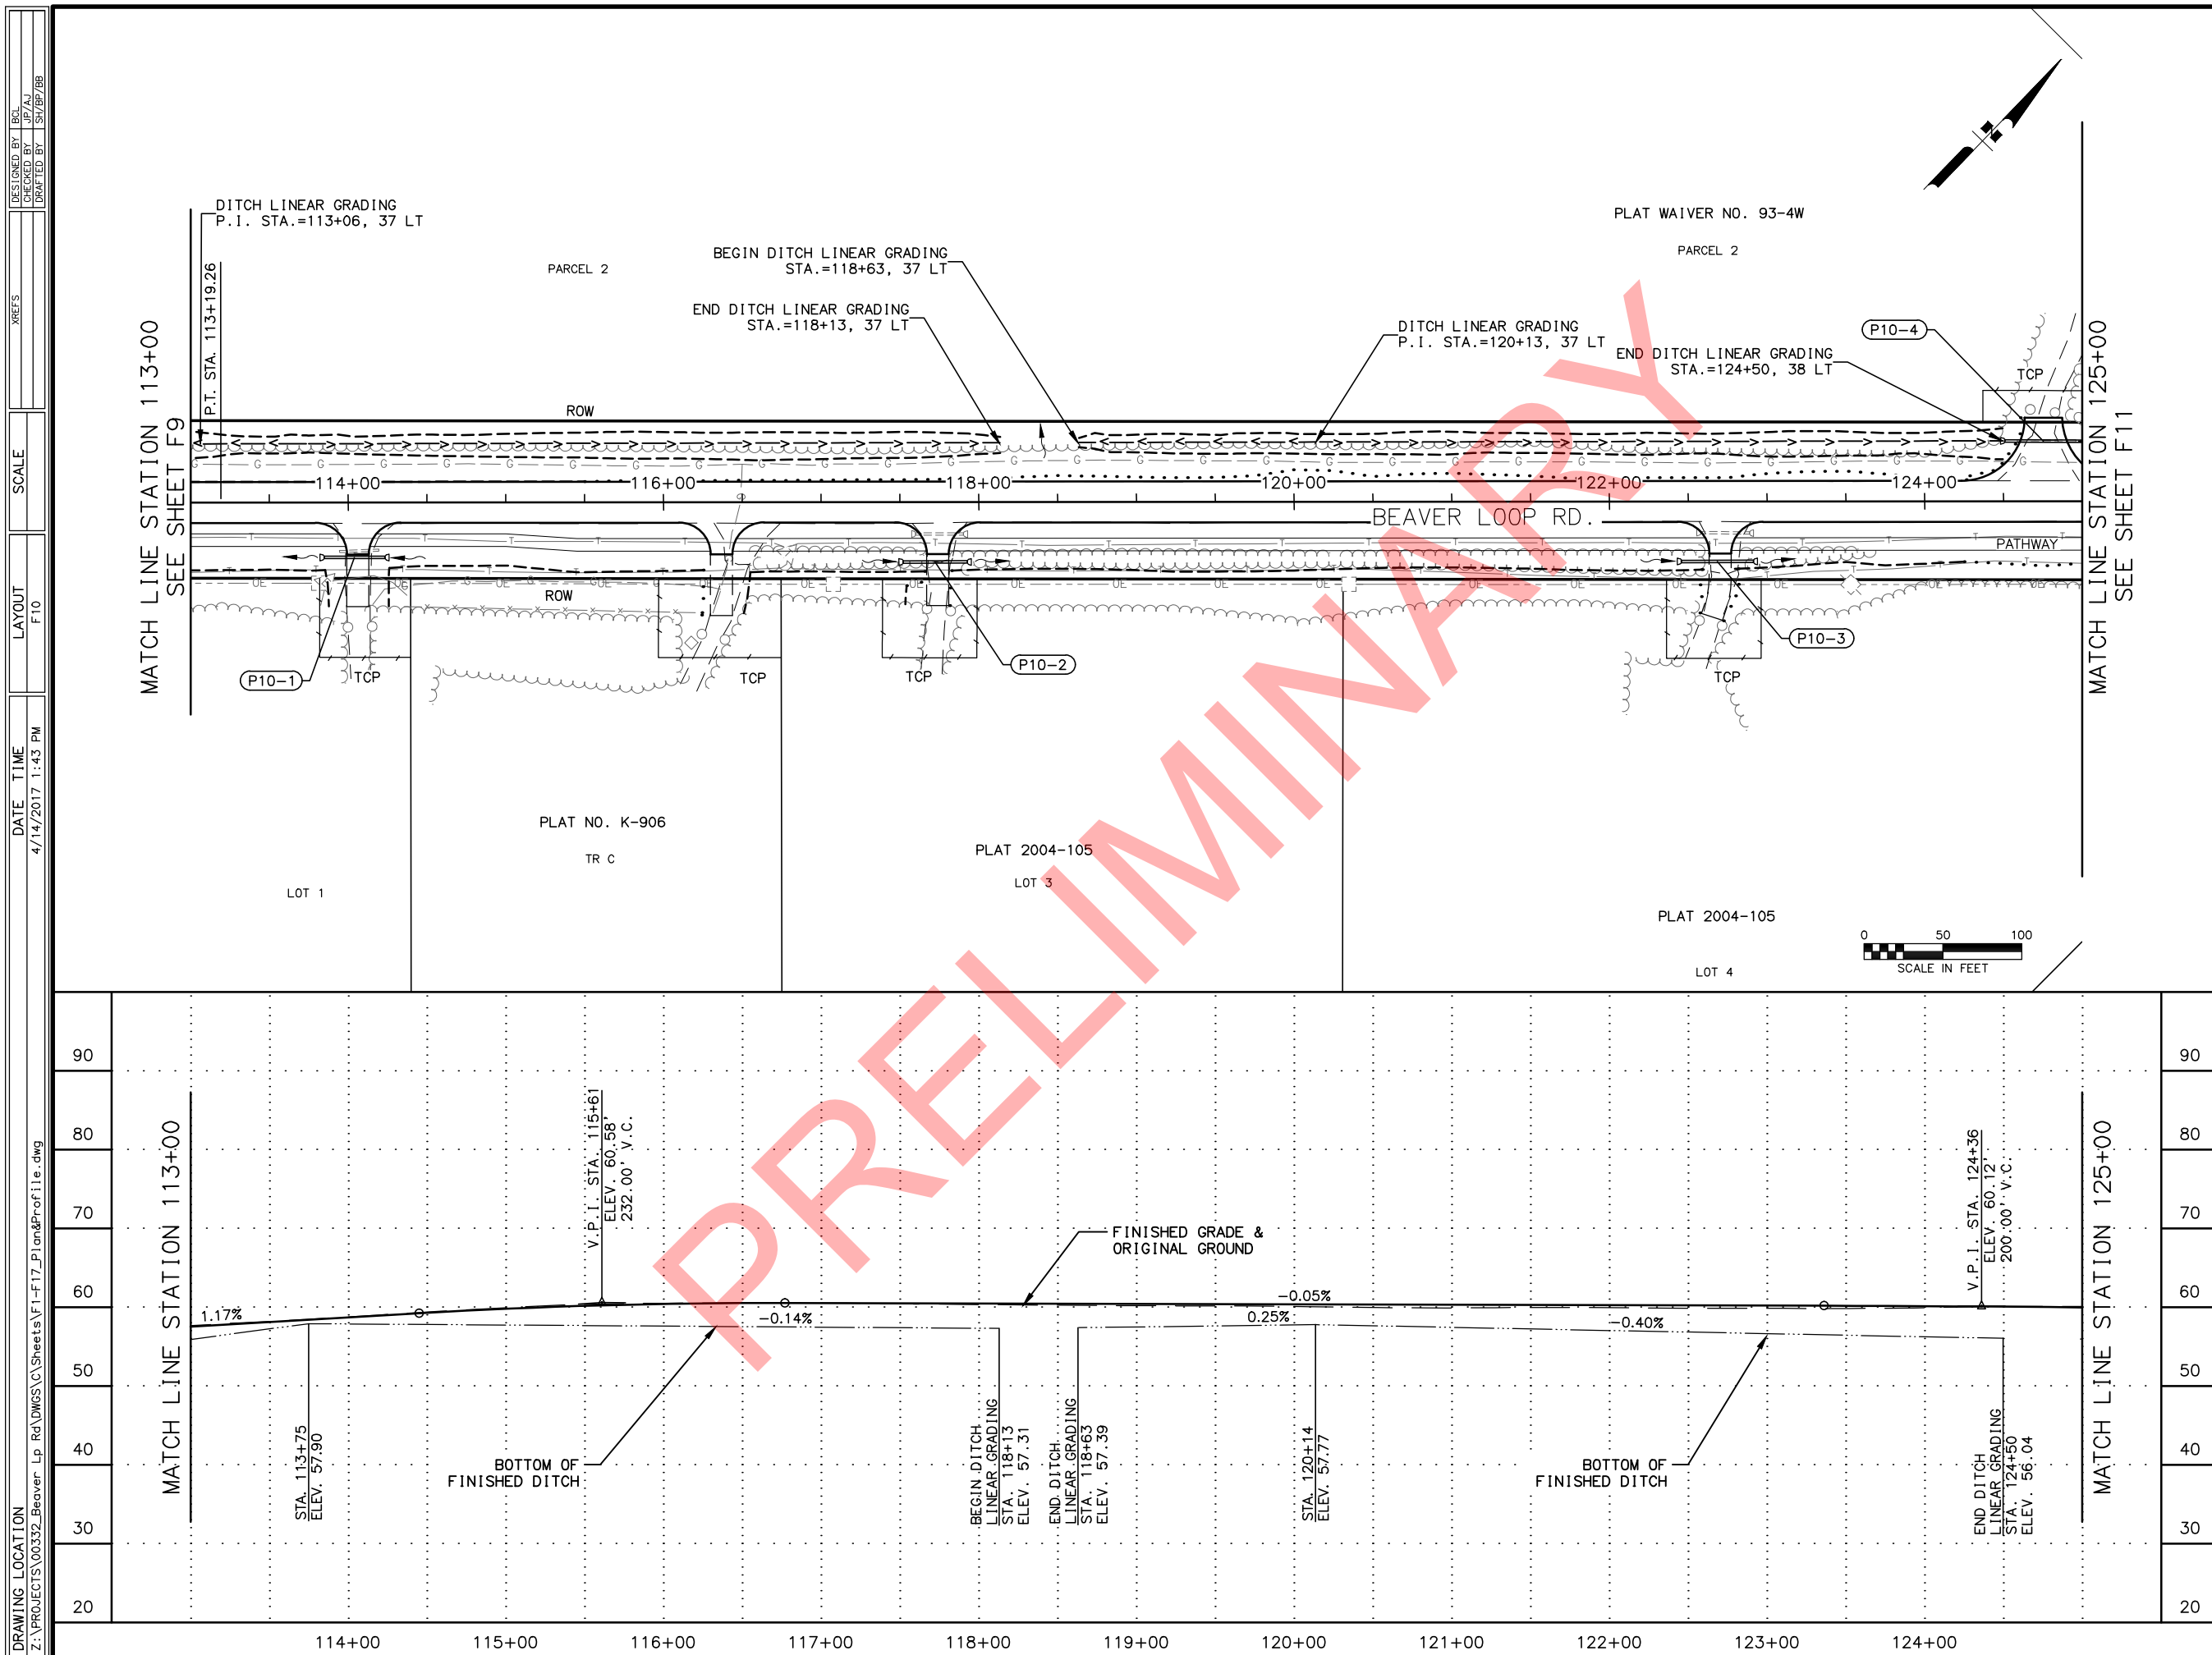 DESIGNED BY BCL
CHECKED BY JP/AJ
DRAFTED BY SH/BP/BB
XREFS
SCALE
LAYOUT
F10
DATE TIME
4/14/2017 1:43 PM
DRAWING LOCATION
Z:\PROJECTS\00332_Beaver Lp Rd\DWGS\C\Sheets\F1-F17_Plan&Profile.dwg
DITCH LINEAR GRADING
P.I. STA.=113+06, 37 LT
P.T. STA. 113+19.26
PARCEL 2
BEGIN DITCH LINEAR GRADING
STA.=118+63, 37 LT
END DITCH LINEAR GRADING
STA.=118+13, 37 LT
DITCH LINEAR GRADING
P.I. STA.=120+13, 37 LT
PLAT WAIVER NO. 93-4W
PARCEL 2
END DITCH LINEAR GRADING
STA.=124+50, 38 LT
P10-4
TCP
N
MATCH LINE STATION 113+00
SEE SHEET F9
MATCH LINE STATION 125+00
SEE SHEET F11
ROW
G G G G G G G G G G G G G G G G G G G G G G G G G G G G G
114+00 116+00 118+00 120+00 122+00 124+00
BEAVER LOOP RD.
PATHWAY
ROW
P10-1
TCP
TCP
TCP
P10-2
P10-3
TCP
PLAT NO. K-906
TR C
LOT 1
PLAT 2004-105
LOT 3
PLAT 2004-105
LOT 4
0 50 100
SCALE IN FEET
PRELIMINARY
90 90
80 80
70 70
60 60
50 50
40 40
30 30
20 20
MATCH LINE STATION 113+00
MATCH LINE STATION 125+00
V.P.I. STA. 115+61
ELEV. 60.58'
232.00' V.C.
V.P.I. STA. 124+36
ELEV. 60.12'
200.00' V.C.
FINISHED GRADE &
ORIGINAL GROUND
1.17%
-0.14%
-0.05%
0.25%
-0.40%
STA. 113+75
ELEV. 57.90
BOTTOM OF
FINISHED DITCH
BEGIN DITCH
LINEAR GRADING
STA. 118+13
ELEV. 57.31
END DITCH
LINEAR GRADING
STA. 118+63
ELEV. 57.39
STA. 120+14
ELEV. 57.77
BOTTOM OF
FINISHED DITCH
END DITCH
LINEAR GRADING
STA. 124+50
ELEV. 56.04
114+00 115+00 116+00 117+00 118+00 119+00 120+00 121+00 122+00 123+00 124+00